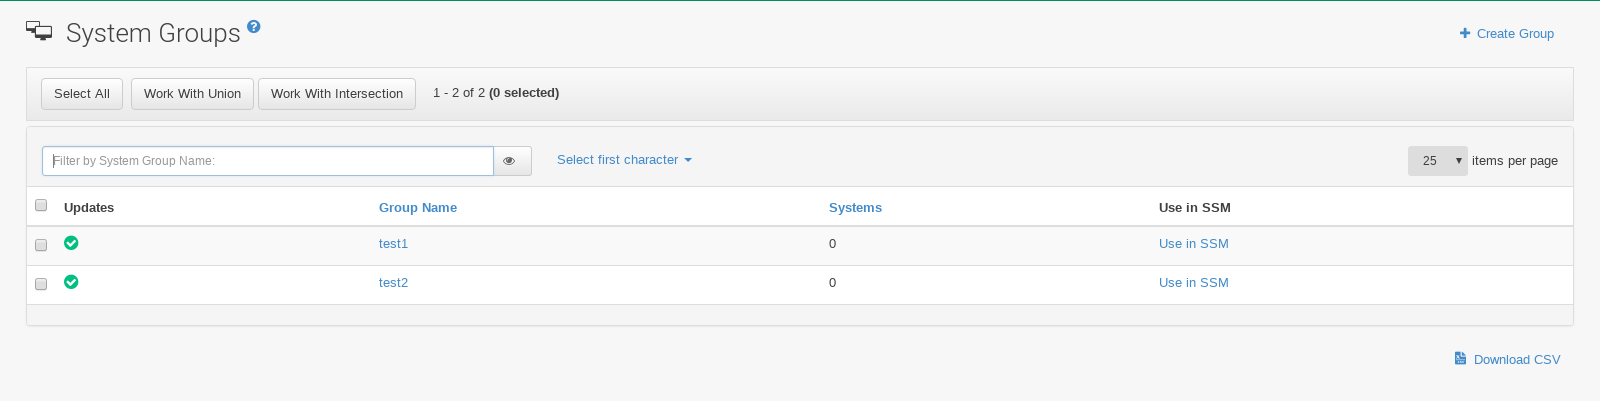 System Groups ?
Create Group
Select All Work With Union Work With Intersection 1 - 2 of 2 (0 selected)
Filter by System Group Name: Select first character 25 items per page
Updates Group Name Systems Use in SSM
test1 0 Use in SSM
test2 0 Use in SSM
Download CSV